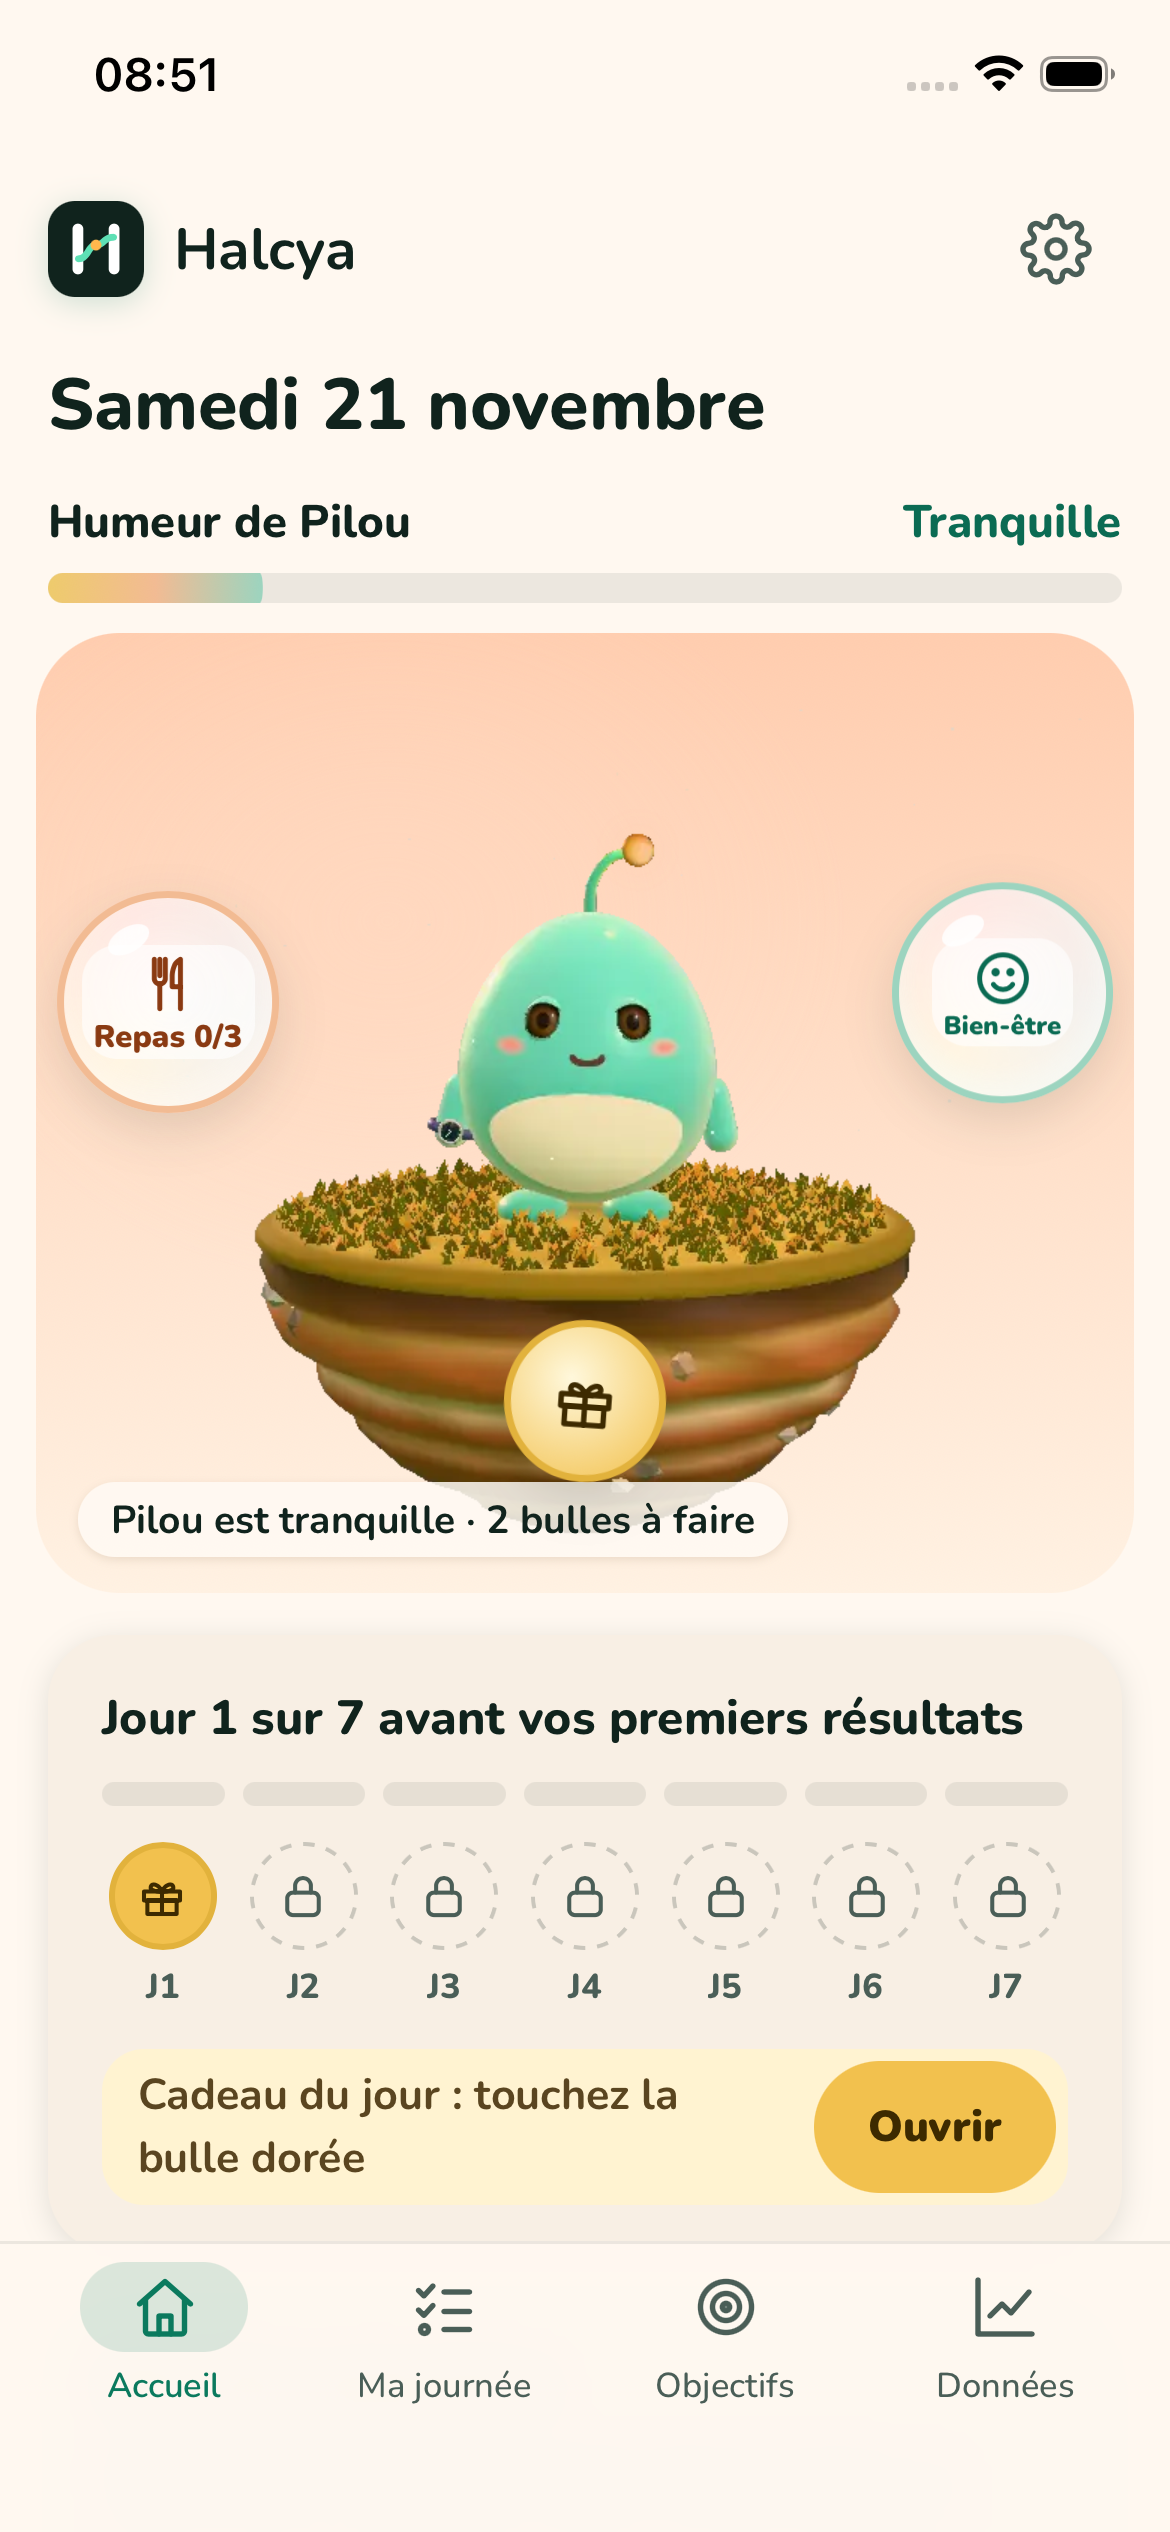 08:51
Halcya
Samedi 21 novembre
Humeur de Pilou
Tranquille
Repas 0/3
Bien-être
Pilou est tranquille · 2 bulles à faire
Jour 1 sur 7 avant vos premiers résultats
J1
J2
J3
J4
J5
J6
J7
Cadeau du jour : touchez la
bulle dorée
Ouvrir
Accueil
Ma journée
Objectifs
Données